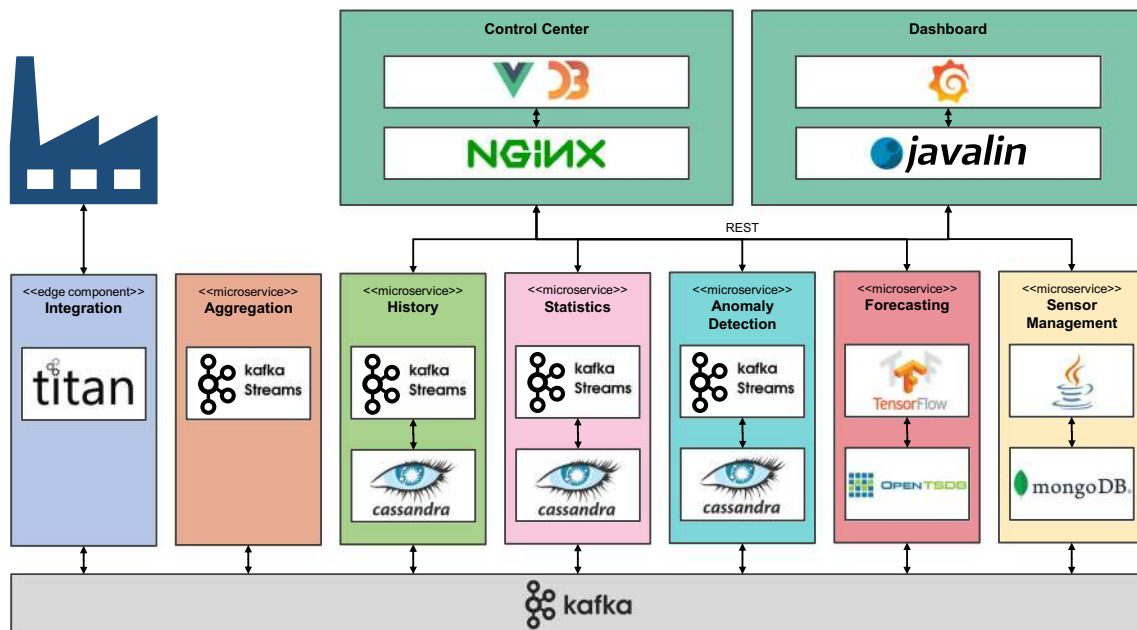 Control Center
Dashboard
D3
NGiNX
javalin
REST
<<edge component>>
Integration
titan
<<microservice>>
Aggregation
kafka
Streams
<<microservice>>
History
kafka
Streams
cassandra
<<microservice>>
Statistics
kafka
Streams
cassandra
<<microservice>>
Anomaly
Detection
kafka
Streams
cassandra
<<microservice>>
Forecasting
TensorFlow
OPENTSDB
<<microservice>>
Sensor
Management
mongoDB.
kafka